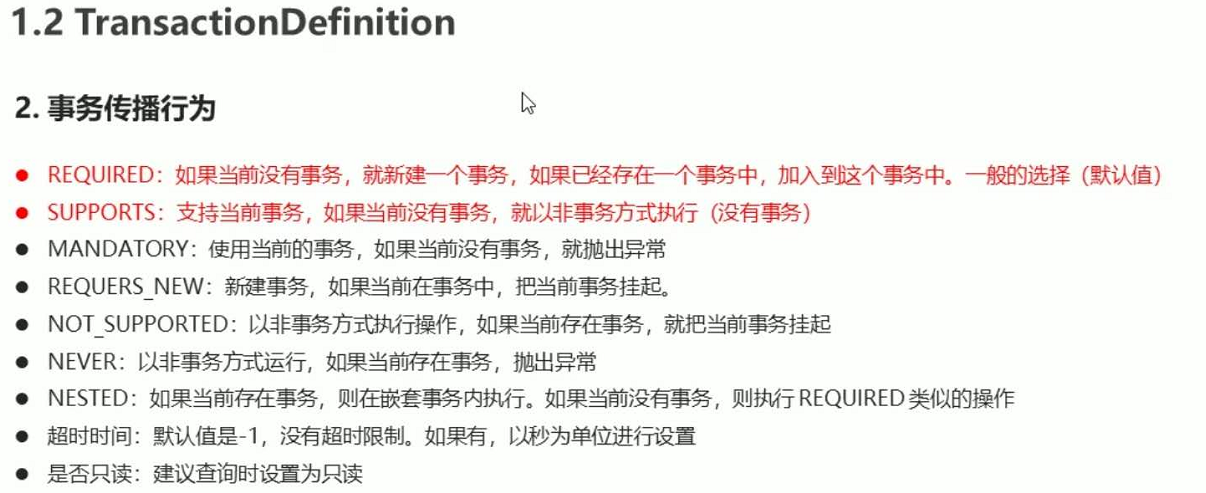 1.2 TransactionDefinition
2. 事务传播行为
● REQUIRED：如果当前没有事务，就新建一个事务，如果已经存在一个事务中，加入到这个事务中。一般的选择（默认值）
● SUPPORTS：支持当前事务，如果当前没有事务，就以非事务方式执行（没有事务）
● MANDATORY：使用当前的事务，如果当前没有事务，就抛出异常
● REQUERS_NEW：新建事务，如果当前在事务中，把当前事务挂起。
● NOT_SUPPORTED：以非事务方式执行操作，如果当前存在事务，就把当前事务挂起
● NEVER：以非事务方式运行，如果当前存在事务，抛出异常
● NESTED：如果当前存在事务，则在嵌套事务内执行。如果当前没有事务，则执行 REQUIRED 类似的操作
● 超时时间：默认值是-1，没有超时限制。如果有，以秒为单位进行设置
● 是否只读：建议查询时设置为只读